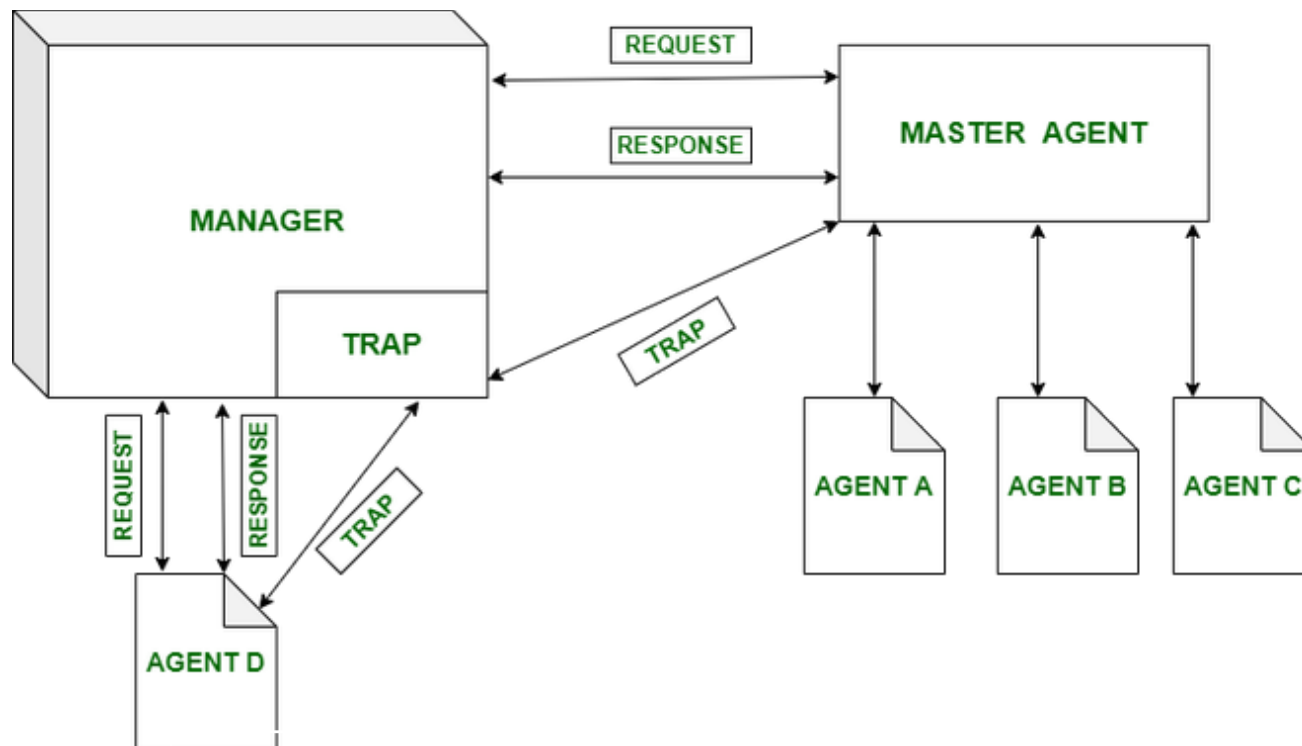 REQUEST
MASTER AGENT
RESPONSE
MANAGER
TRAP
TRAP
REQUEST
RESPONSE
TRAP
AGENT A
AGENT B
AGENT C
AGENT D